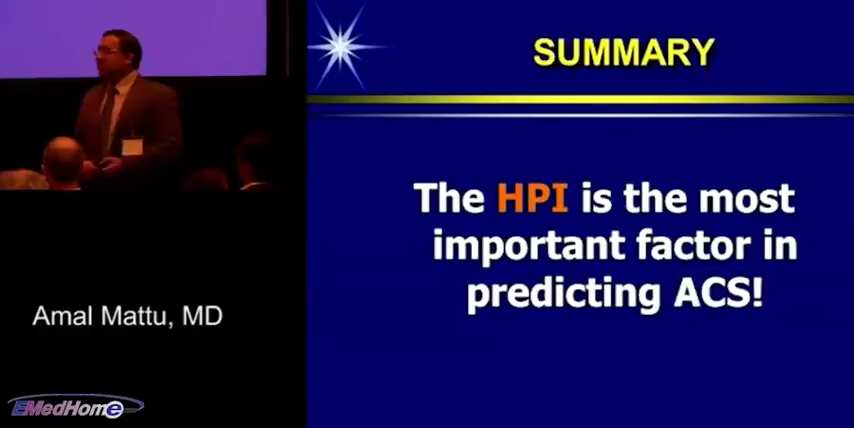 SUMMARY
The HPI is the most
important factor in
predicting ACS!
Amal Mattu, MD
EMedHome